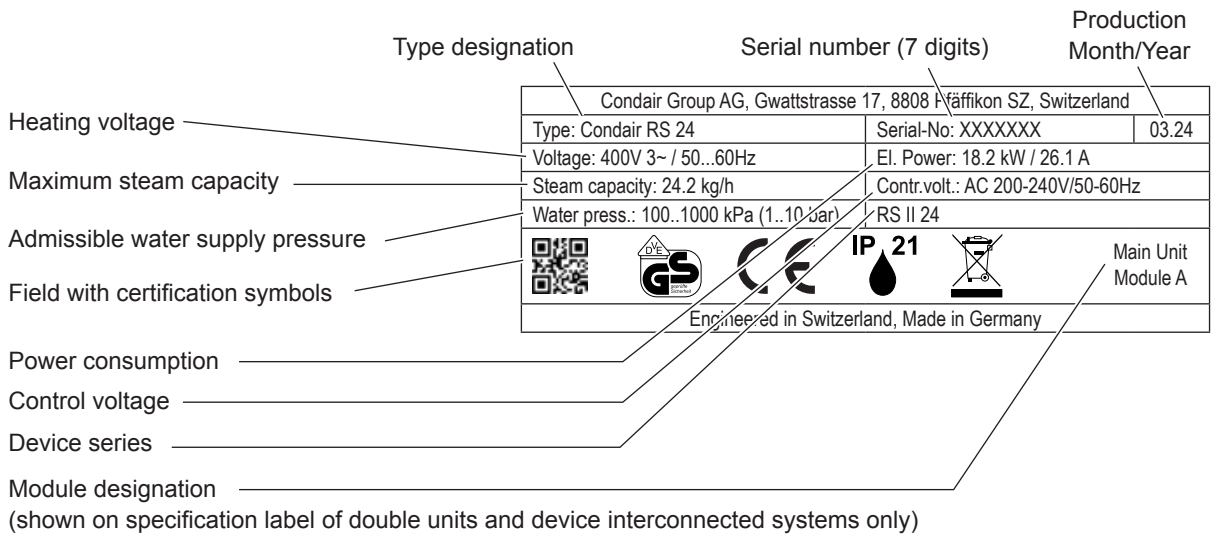 Production
Month/Year
Type designation
Serial number (7 digits)
Condair Group AG, Gwattstrasse 17, 8808 Pfäffikon SZ, Switzerland
Heating voltage
Type: Condair RS 24
Serial-No: XXXXXXX
03.24
Voltage: 400V 3~ / 50...60Hz
El. Power: 18.2 kW / 26.1 A
Maximum steam capacity
Steam capacity: 24.2 kg/h
Contr.volt.: AC 200-240V/50-60Hz
Admissible water supply pressure
Water press.: 100..1000 kPa (1..10 bar)
RS II 24
Field with certification symbols
DVE
GS
geprüfte
Sicherheit
CE
IP 21
Main Unit
Module A
Engineered in Switzerland, Made in Germany
Power consumption
Control voltage
Device series
Module designation
(shown on specification label of double units and device interconnected systems only)